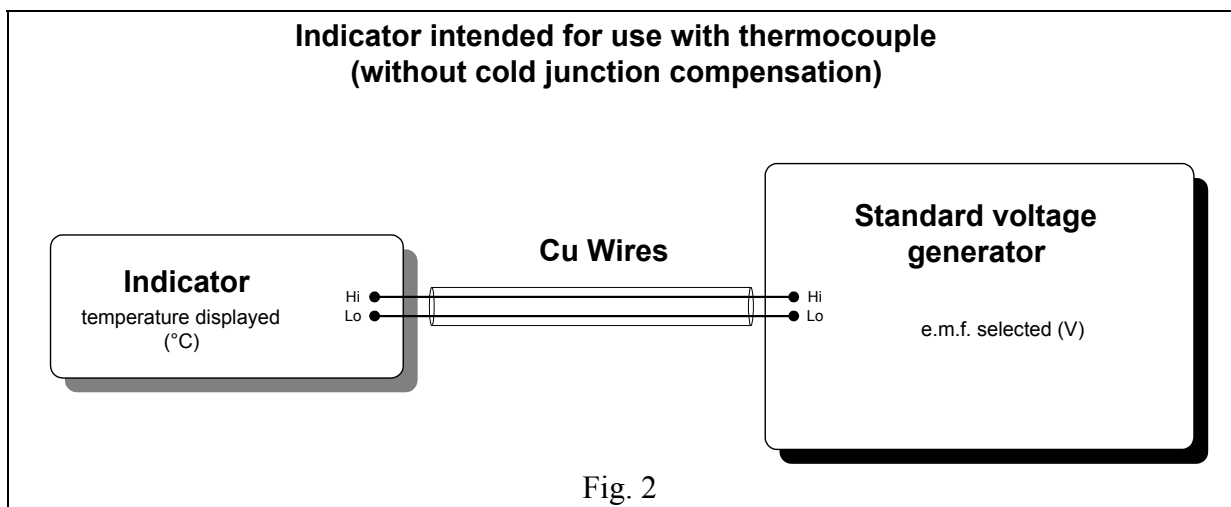 Indicator intended for use with thermocouple
(without cold junction compensation)
Indicator
temperature displayed
(°C)
Hi
Lo
Cu Wires
Hi
Lo
Standard voltage
generator
e.m.f. selected (V)
Fig. 2